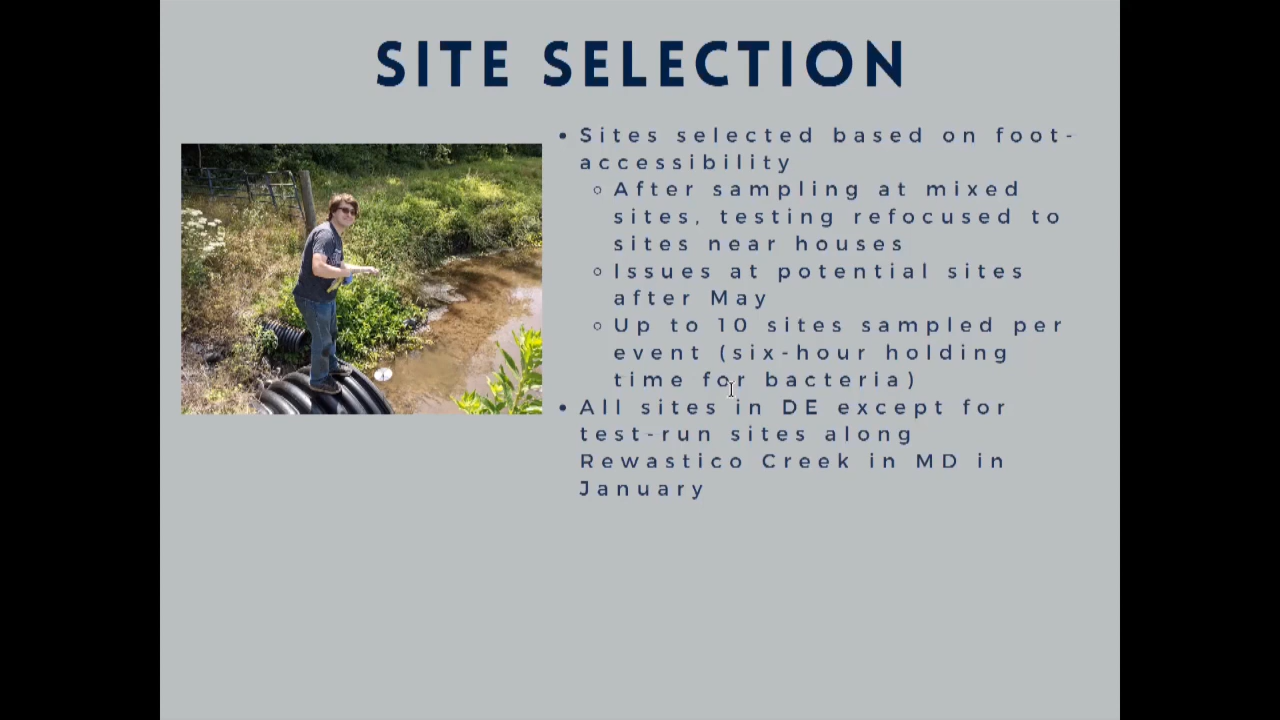 SITE SELECTION
• Sites selected based on foot-
accessibility
◦ After sampling at mixed
sites, testing refocused to
sites near houses
◦ Issues at potential sites
after May
◦ Up to 10 sites sampled per
event (six-hour holding
time for bacteria)
• All sites in DE except for
test-run sites along
Rewastico Creek in MD in
January